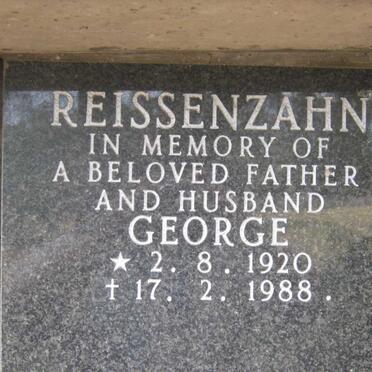 REISSENZAHN
IN MEMORY OF
A BELOVED FATHER
AND HUSBAND
GEORGE
★ 2. 8. 1920
† 17. 2. 1988.